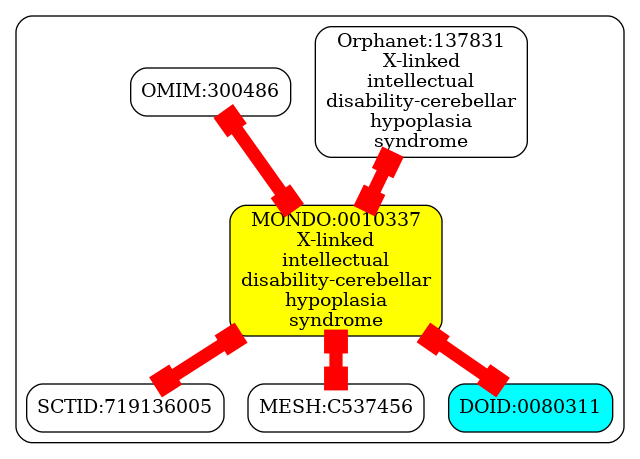 OMIM:300486
Orphanet:137831
X-linked
intellectual
disability-cerebellar
hypoplasia
syndrome
MONDO:0010337
X-linked
intellectual
disability-cerebellar
hypoplasia
syndrome
SCTID:719136005
MESH:C537456
DOID:0080311